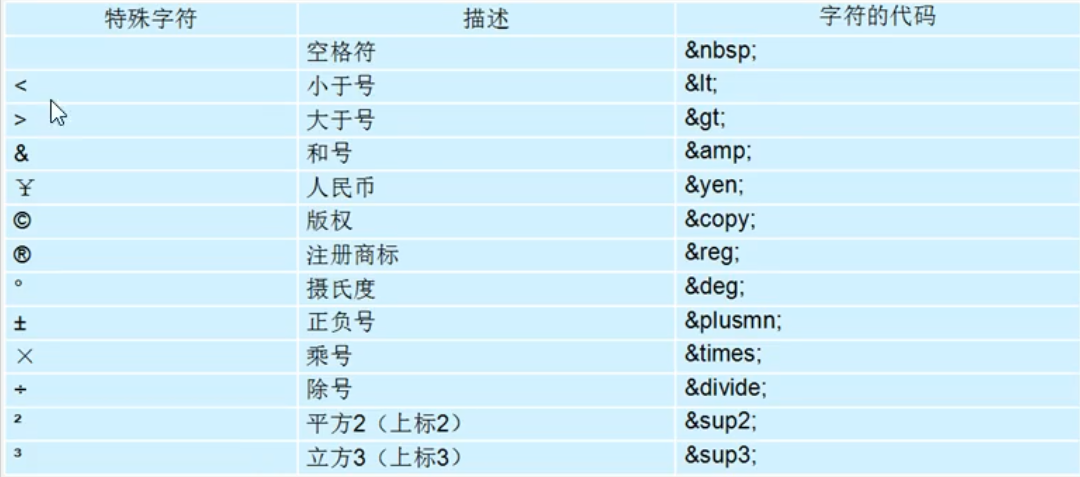 特殊字符 描述 字符的代码
空格符 &nbsp;
< 小于号 &lt;
> 大于号 &gt;
& 和号 &amp;
￥ 人民币 &yen;
© 版权 &copy;
® 注册商标 &reg;
° 摄氏度 &deg;
± 正负号 &plusmn;
× 乘号 &times;
÷ 除号 &divide;
² 平方2（上标2） &sup2;
³ 立方3（上标3） &sup3;